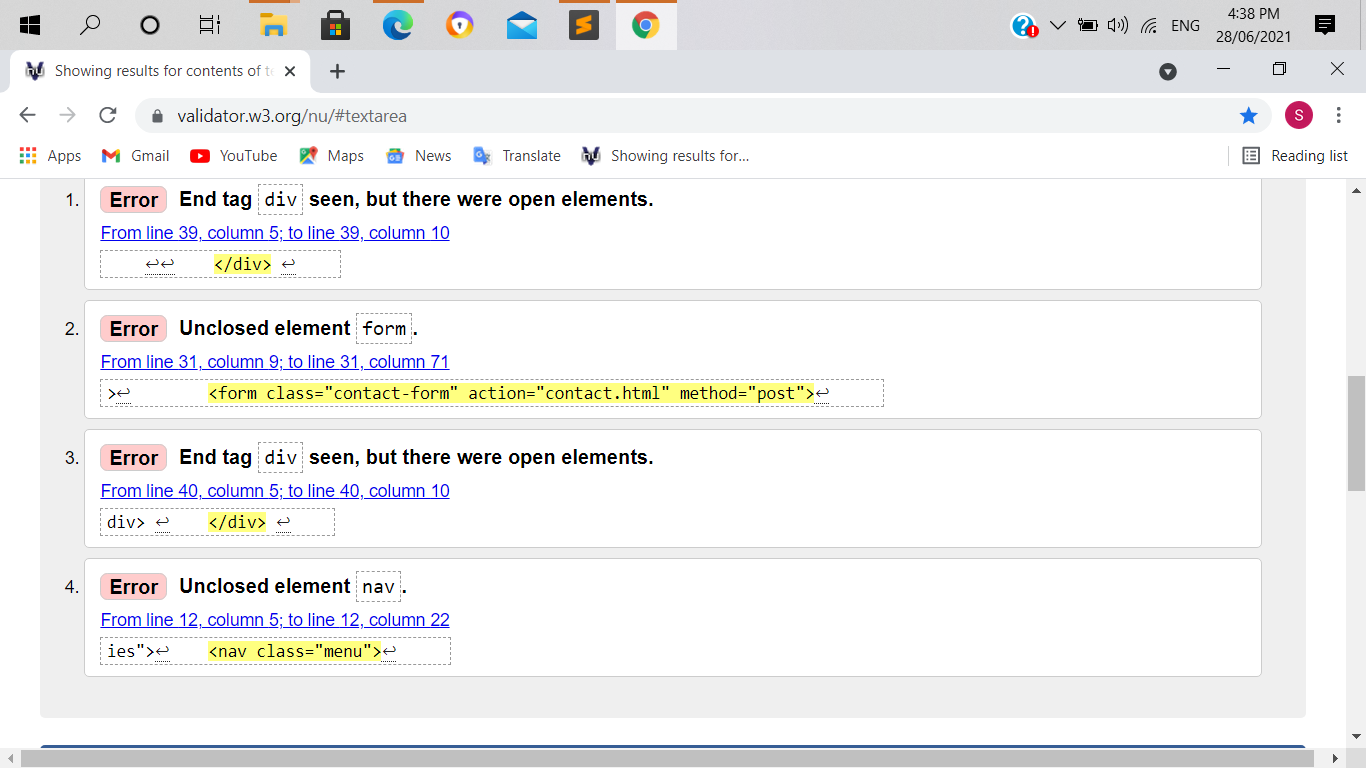 ENG
4:38 PM
28/06/2021
Showing results for contents of te
validator.w3.org/nu/#textarea
S
Apps Gmail YouTube Maps News Translate Showing results for... Reading list
1. Error End tag div seen, but there were open elements.
From line 39, column 5; to line 39, column 10
↩↩ </div> ↩
2. Error Unclosed element form.
From line 31, column 9; to line 31, column 71
>↩ <form class="contact-form" action="contact.html" method="post">↩
3. Error End tag div seen, but there were open elements.
From line 40, column 5; to line 40, column 10
div> ↩ </div> ↩
4. Error Unclosed element nav.
From line 12, column 5; to line 12, column 22
ies">↩ <nav class="menu">↩